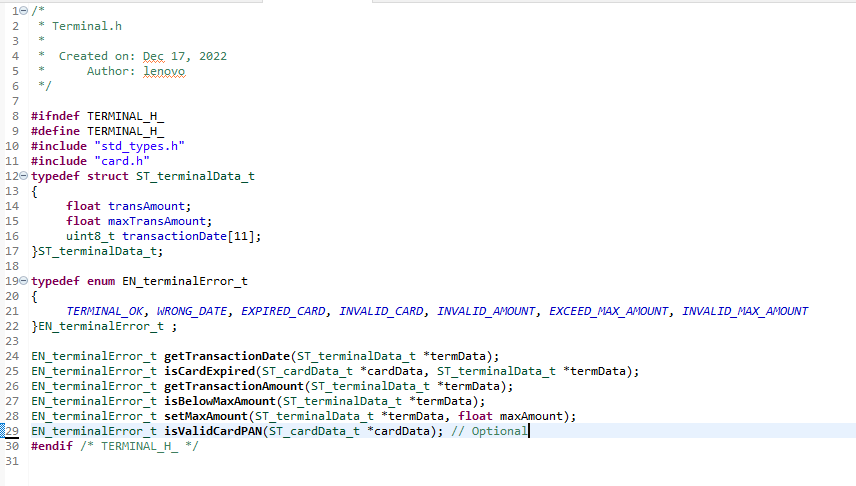 1 /*
2 * Terminal.h
3 *
4 * Created on: Dec 17, 2022
5 * Author: lenovo
6 */
7
8 #ifndef TERMINAL_H_
9 #define TERMINAL_H_
10 #include "std_types.h"
11 #include "card.h"
12 typedef struct ST_terminalData_t
13 {
14 float transAmount;
15 float maxTransAmount;
16 uint8_t transactionDate[11];
17 }ST_terminalData_t;
18
19 typedef enum EN_terminalError_t
20 {
21 TERMINAL_OK, WRONG_DATE, EXPIRED_CARD, INVALID_CARD, INVALID_AMOUNT, EXCEED_MAX_AMOUNT, INVALID_MAX_AMOUNT
22 }EN_terminalError_t ;
23
24 EN_terminalError_t getTransactionDate(ST_terminalData_t *termData);
25 EN_terminalError_t isCardExpired(ST_cardData_t *cardData, ST_terminalData_t *termData);
26 EN_terminalError_t getTransactionAmount(ST_terminalData_t *termData);
27 EN_terminalError_t isBelowMaxAmount(ST_terminalData_t *termData);
28 EN_terminalError_t setMaxAmount(ST_terminalData_t *termData, float maxAmount);
29 EN_terminalError_t isValidCardPAN(ST_cardData_t *cardData); // Optional
30 #endif /* TERMINAL_H_ */
31